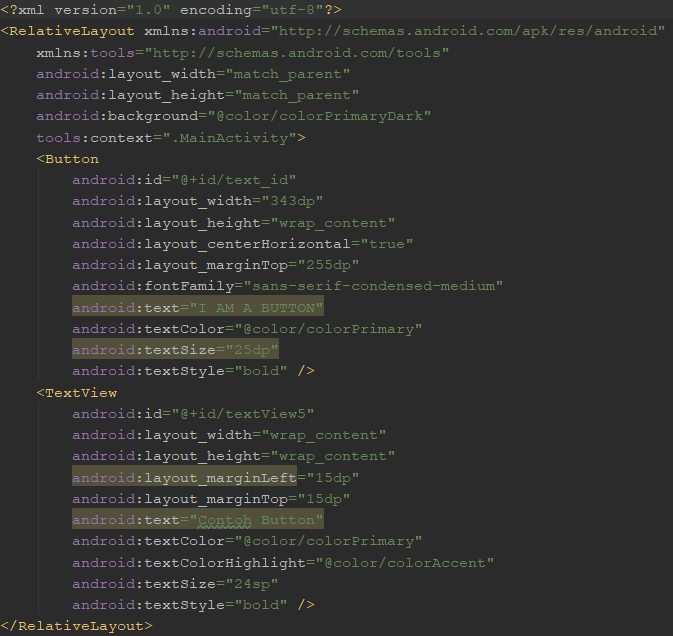 <?xml version="1.0" encoding="utf-8"?>
<RelativeLayout xmlns:android="http://schemas.android.com/apk/res/android"
    xmlns:tools="http://schemas.android.com/tools"
    android:layout_width="match_parent"
    android:layout_height="match_parent"
    android:background="@color/colorPrimaryDark"
    tools:context=".MainActivity">
    <Button
        android:id="@+id/text_id"
        android:layout_width="343dp"
        android:layout_height="wrap_content"
        android:layout_centerHorizontal="true"
        android:layout_marginTop="255dp"
        android:fontFamily="sans-serif-condensed-medium"
        android:text="I AM A BUTTON"
        android:textColor="@color/colorPrimary"
        android:textSize="25dp"
        android:textStyle="bold" />
    <TextView
        android:id="@+id/textView5"
        android:layout_width="wrap_content"
        android:layout_height="wrap_content"
        android:layout_marginLeft="15dp"
        android:layout_marginTop="15dp"
        android:text="Contoh Button"
        android:textColor="@color/colorPrimary"
        android:textColorHighlight="@color/colorAccent"
        android:textSize="24sp"
        android:textStyle="bold" />
</RelativeLayout>